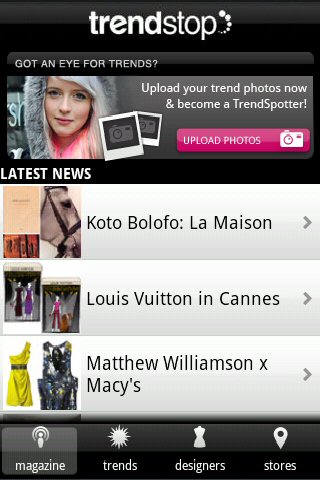 trendstop
GOT AN EYE FOR TRENDS?
Upload your trend photos now
& become a TrendSpotter!
UPLOAD PHOTOS
LATEST NEWS
Koto Bolofo: La Maison
Louis Vuitton in Cannes
Matthew Williamson x
Macy's
magazine
trends
designers
stores